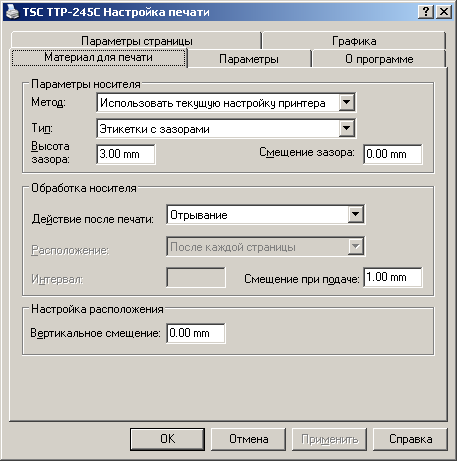 TSC TTP-245C Настройка печати
Параметры страницы Графика
Материал для печати Параметры О программе
Параметры носителя
Метод: Использовать текущую настройку принтера
Тип: Этикетки с зазорами
Высота зазора: 3.00 mm Смещение зазора: 0.00 mm
Обработка носителя
Действие после печати: Отрывание
Расположение: После каждой страницы
Интервал: Смещение при подаче: 1.00 mm
Настройка расположения
Вертикальное смещение: 0.00 mm
OK Отмена Применить Справка